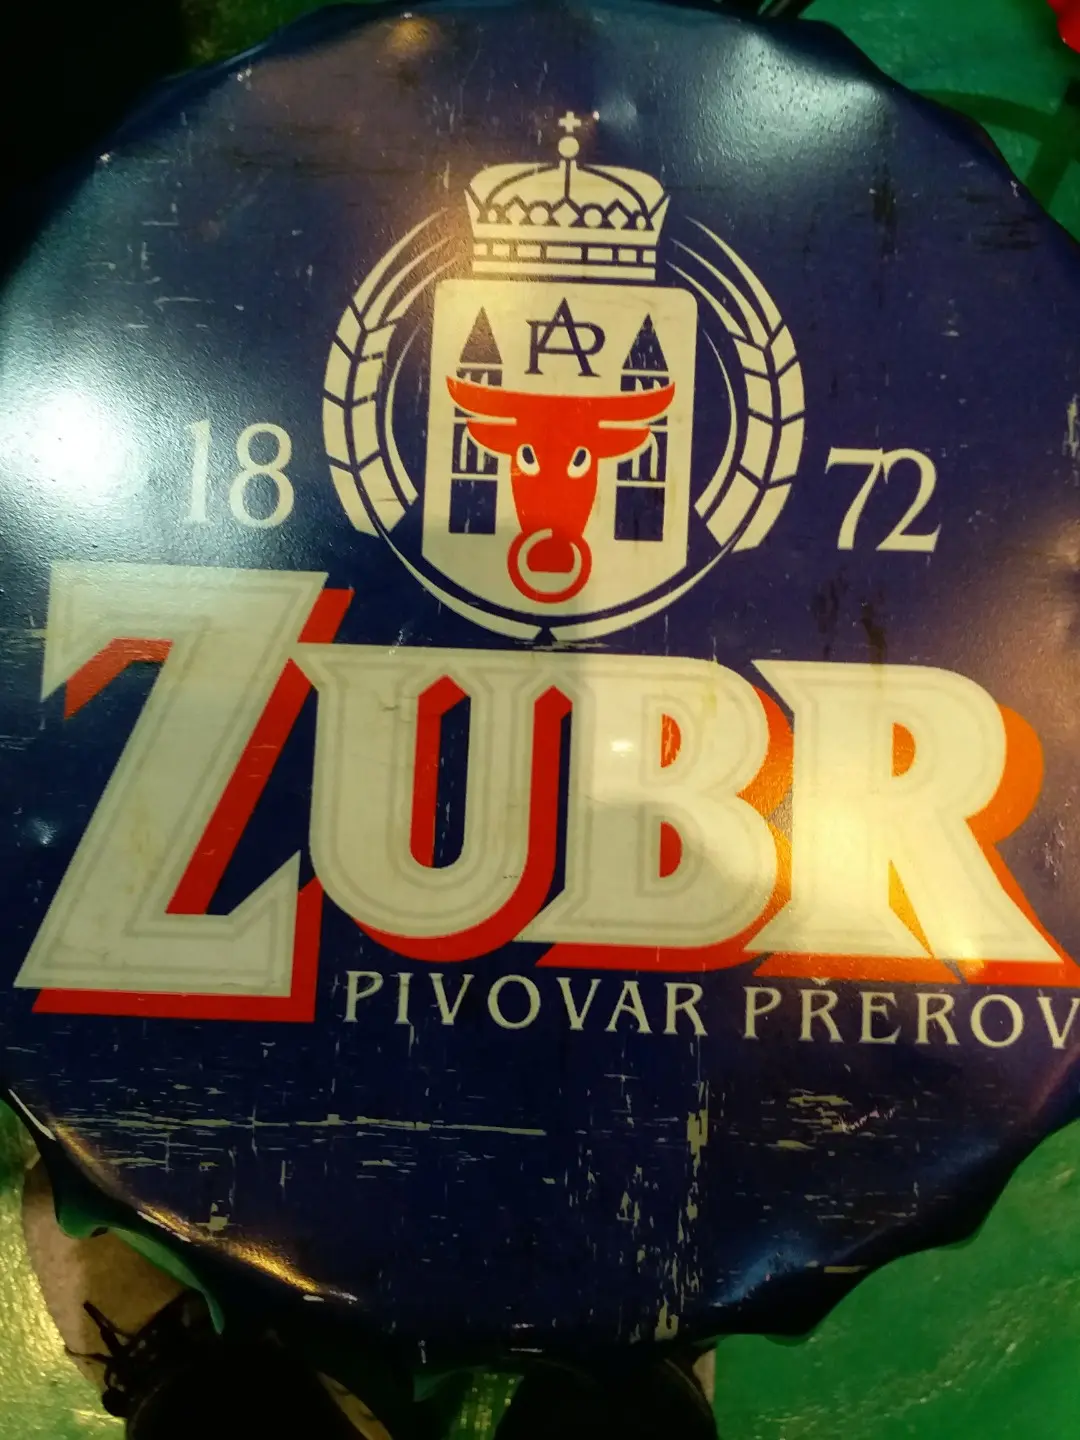 AP
18 72
ZUBR
PIVOVAR PŘEROV